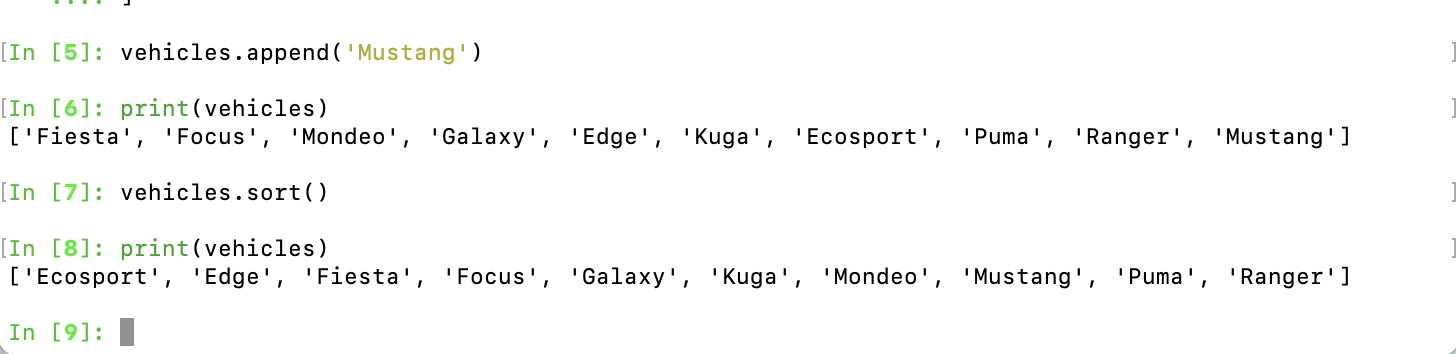 ....: ]
[In [5]: vehicles.append('Mustang') ]
[In [6]: print(vehicles) ]
['Fiesta', 'Focus', 'Mondeo', 'Galaxy', 'Edge', 'Kuga', 'Ecosport', 'Puma', 'Ranger', 'Mustang']
[In [7]: vehicles.sort() ]
[In [8]: print(vehicles) ]
['Ecosport', 'Edge', 'Fiesta', 'Focus', 'Galaxy', 'Kuga', 'Mondeo', 'Mustang', 'Puma', 'Ranger']
In [9]: